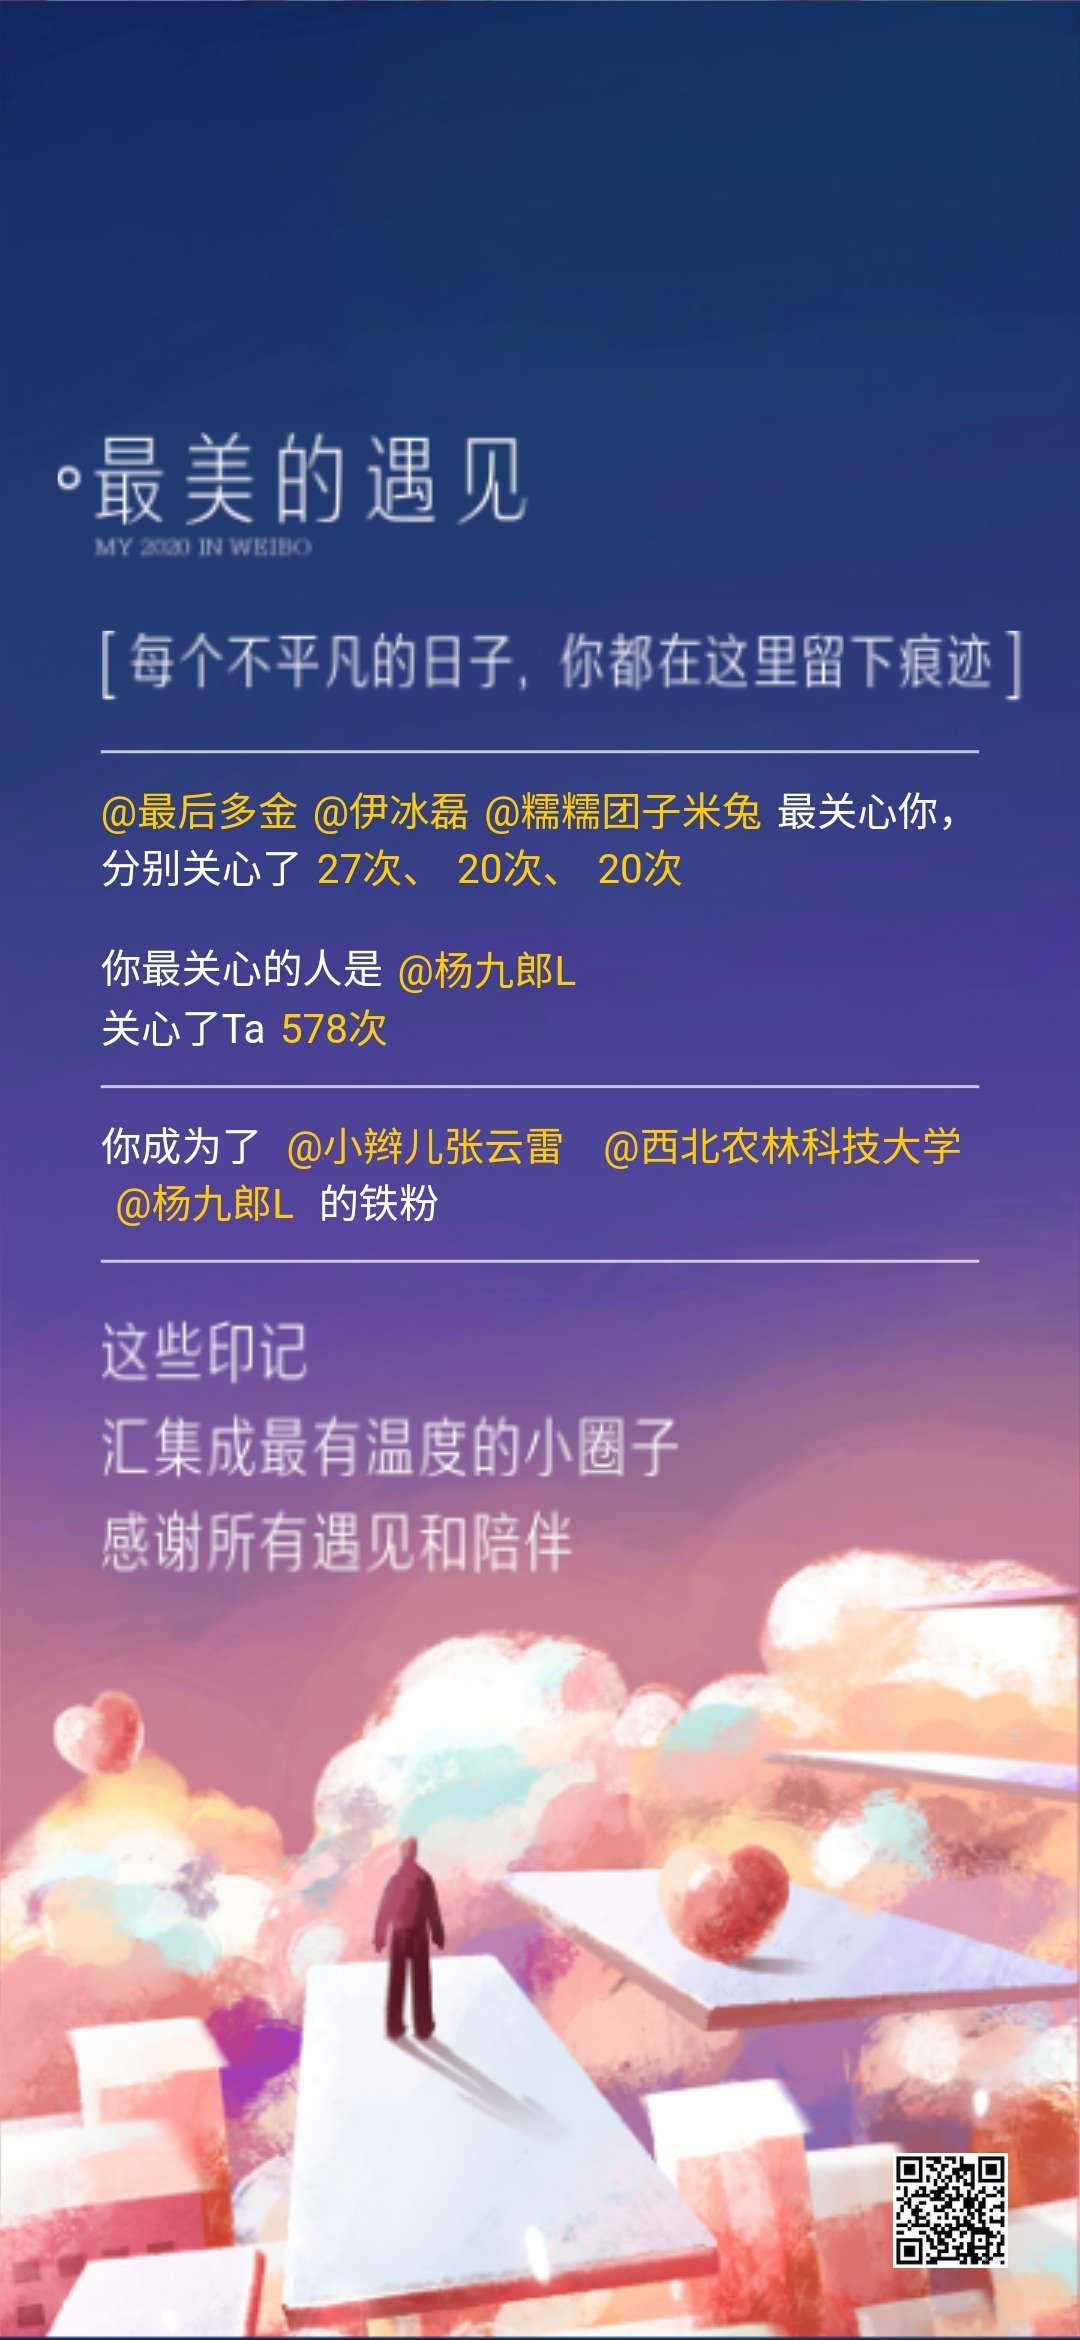 最美的遇见
MY 2020 IN WEIBO
[每个不平凡的日子，你都在这里留下痕迹]
@最后多金 @伊冰磊 @糯糯团子米兔 最关心你，
分别关心了 27次、 20次、 20次
你最关心的人是 @杨九郎L
关心了Ta 578次
你成为了 @小辫儿张云雷 @西北农林科技大学
@杨九郎L 的铁粉
这些印记
汇集成最有温度的小圈子
感谢所有遇见和陪伴